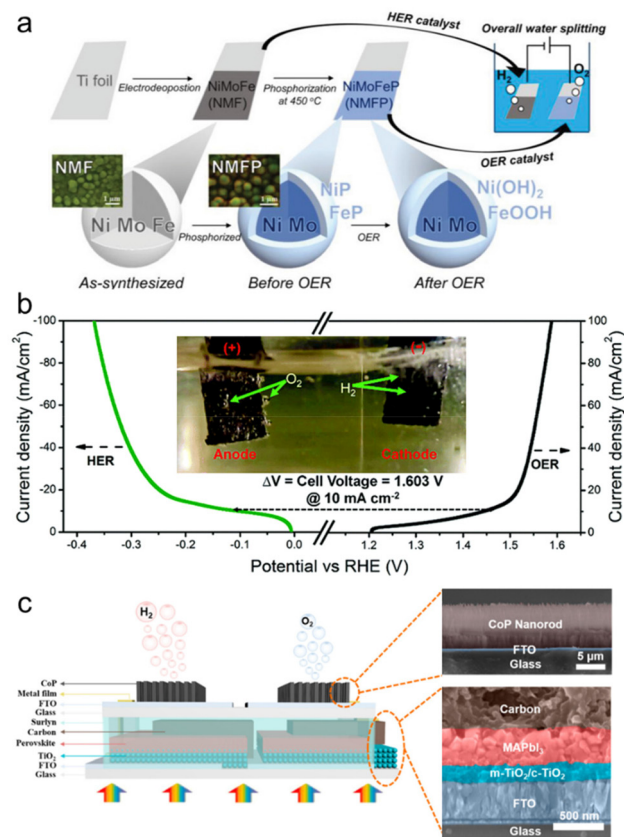 a
HER catalyst
Overall water splitting
H2
O2
Ti foil
Electrodeopostion
NiMoFe
(NMF)
Phosphorization
at 450 °C
NiMoFeP
(NMFP)
OER catalyst
NMF
1 μm
NMFP
1 μm
NiP
FeP
Ni(OH)2
FeOOH
Ni Mo Fe
Phosphorized
Ni Mo
OER
Ni Mo
As-synthesized
Before OER
After OER
b
-100
-80
-60
-40
-20
0
Current density (mA/cm2)
HER
(+)
(-)
O2
H2
Anode
Cathode
ΔV = Cell Voltage = 1.603 V
@ 10 mA cm-2
OER
100
80
60
40
20
0
Current density (mA/cm2)
-0.4
-0.3
-0.2
-0.1
0.0
1.2
1.3
1.4
1.5
1.6
Potential vs RHE (V)
c
H2
O2
CoP
Metal film
FTO
Glass
Surlyn
Carbon
Perovskite
TiO2
FTO
Glass
CoP Nanorod
FTO
Glass
5 μm
Carbon
MAPbI3
m-TiO2/c-TiO2
FTO
500 nm
Glass